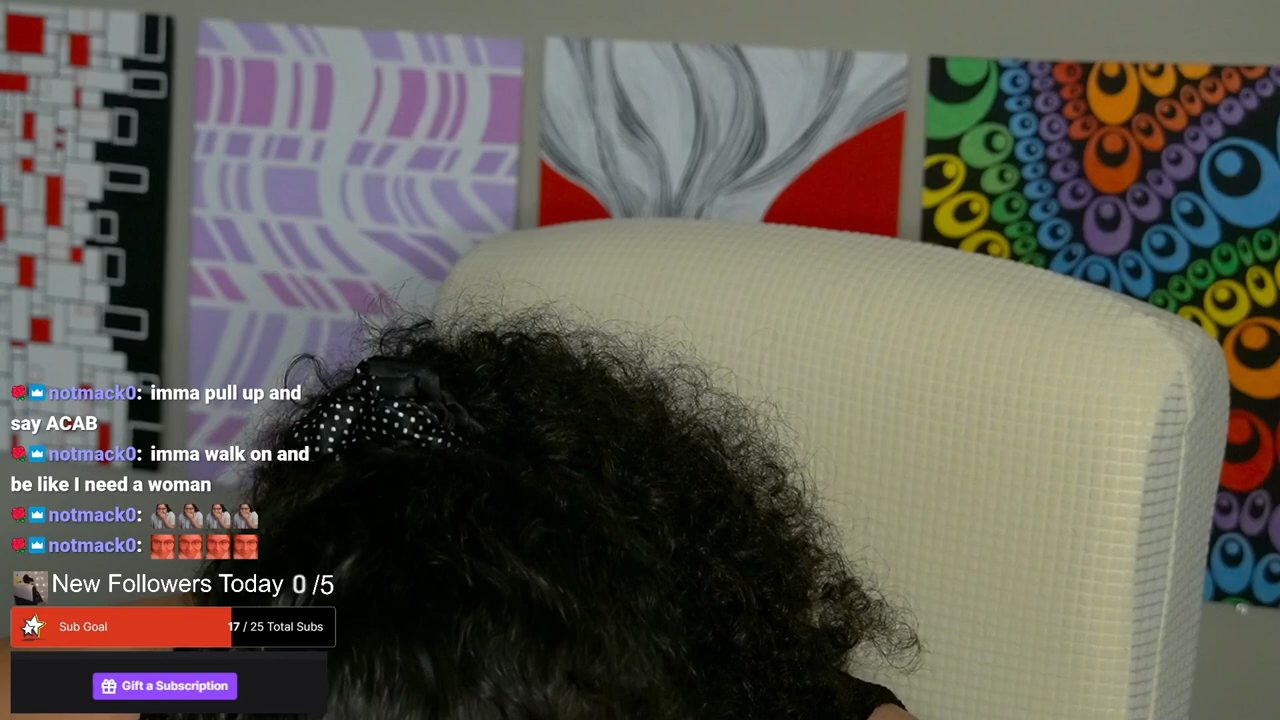 notmack0: imma pull up and
say ACAB
notmack0: imma walk on and
be like I need a woman
notmack0:
notmack0:
New Followers Today 0 /5
Sub Goal 17 / 25 Total Subs
Gift a Subscription